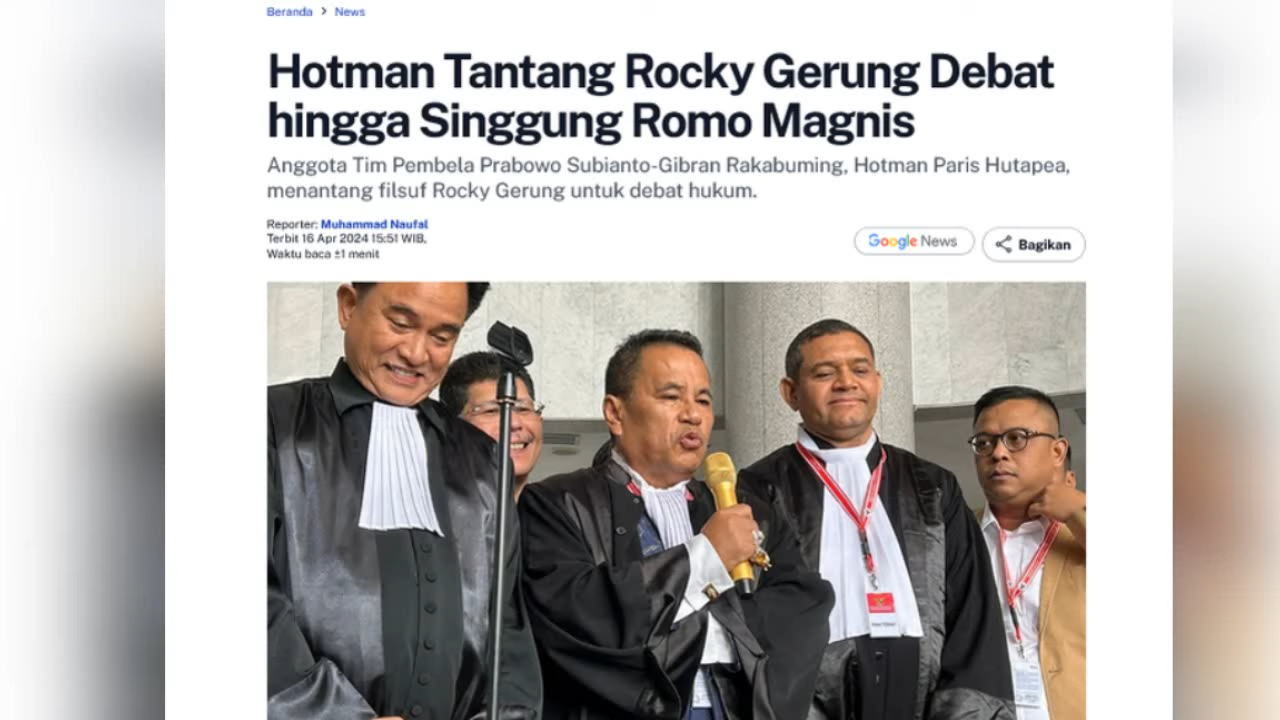 Beranda > News
Hotman Tantang Rocky Gerung Debat
hingga Singgung Romo Magnis
Anggota Tim Pembela Prabowo Subianto-Gibran Rakabuming, Hotman Paris Hutapea,
menantang filsuf Rocky Gerung untuk debat hukum.
Reporter: Muhammad Naufal
Terbit 16 Apr 2024 15:51 WIB,
Waktu baca ±1 menit
Google News
Bagikan